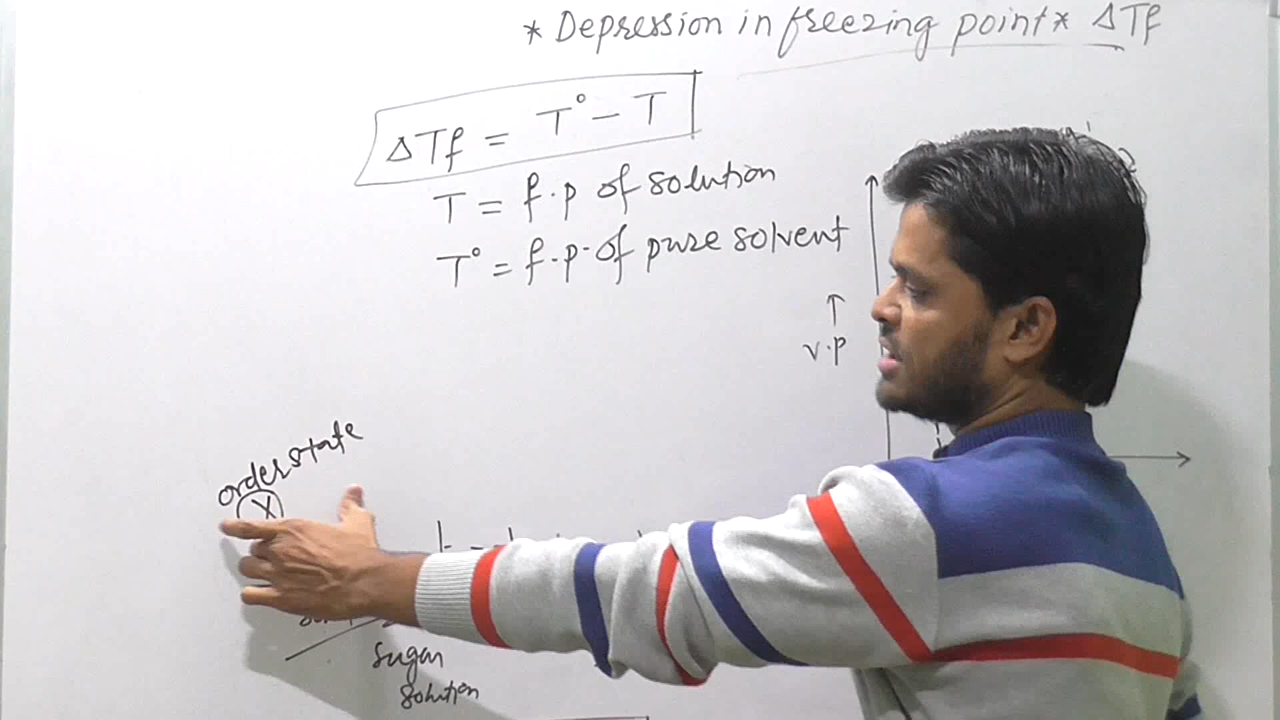 * Depression in freezing point * ΔTf
ΔTf = T° - T
T = f.p of solution
T° = f.p. of pure solvent
↑
v.p
order state
X
sugar
solution